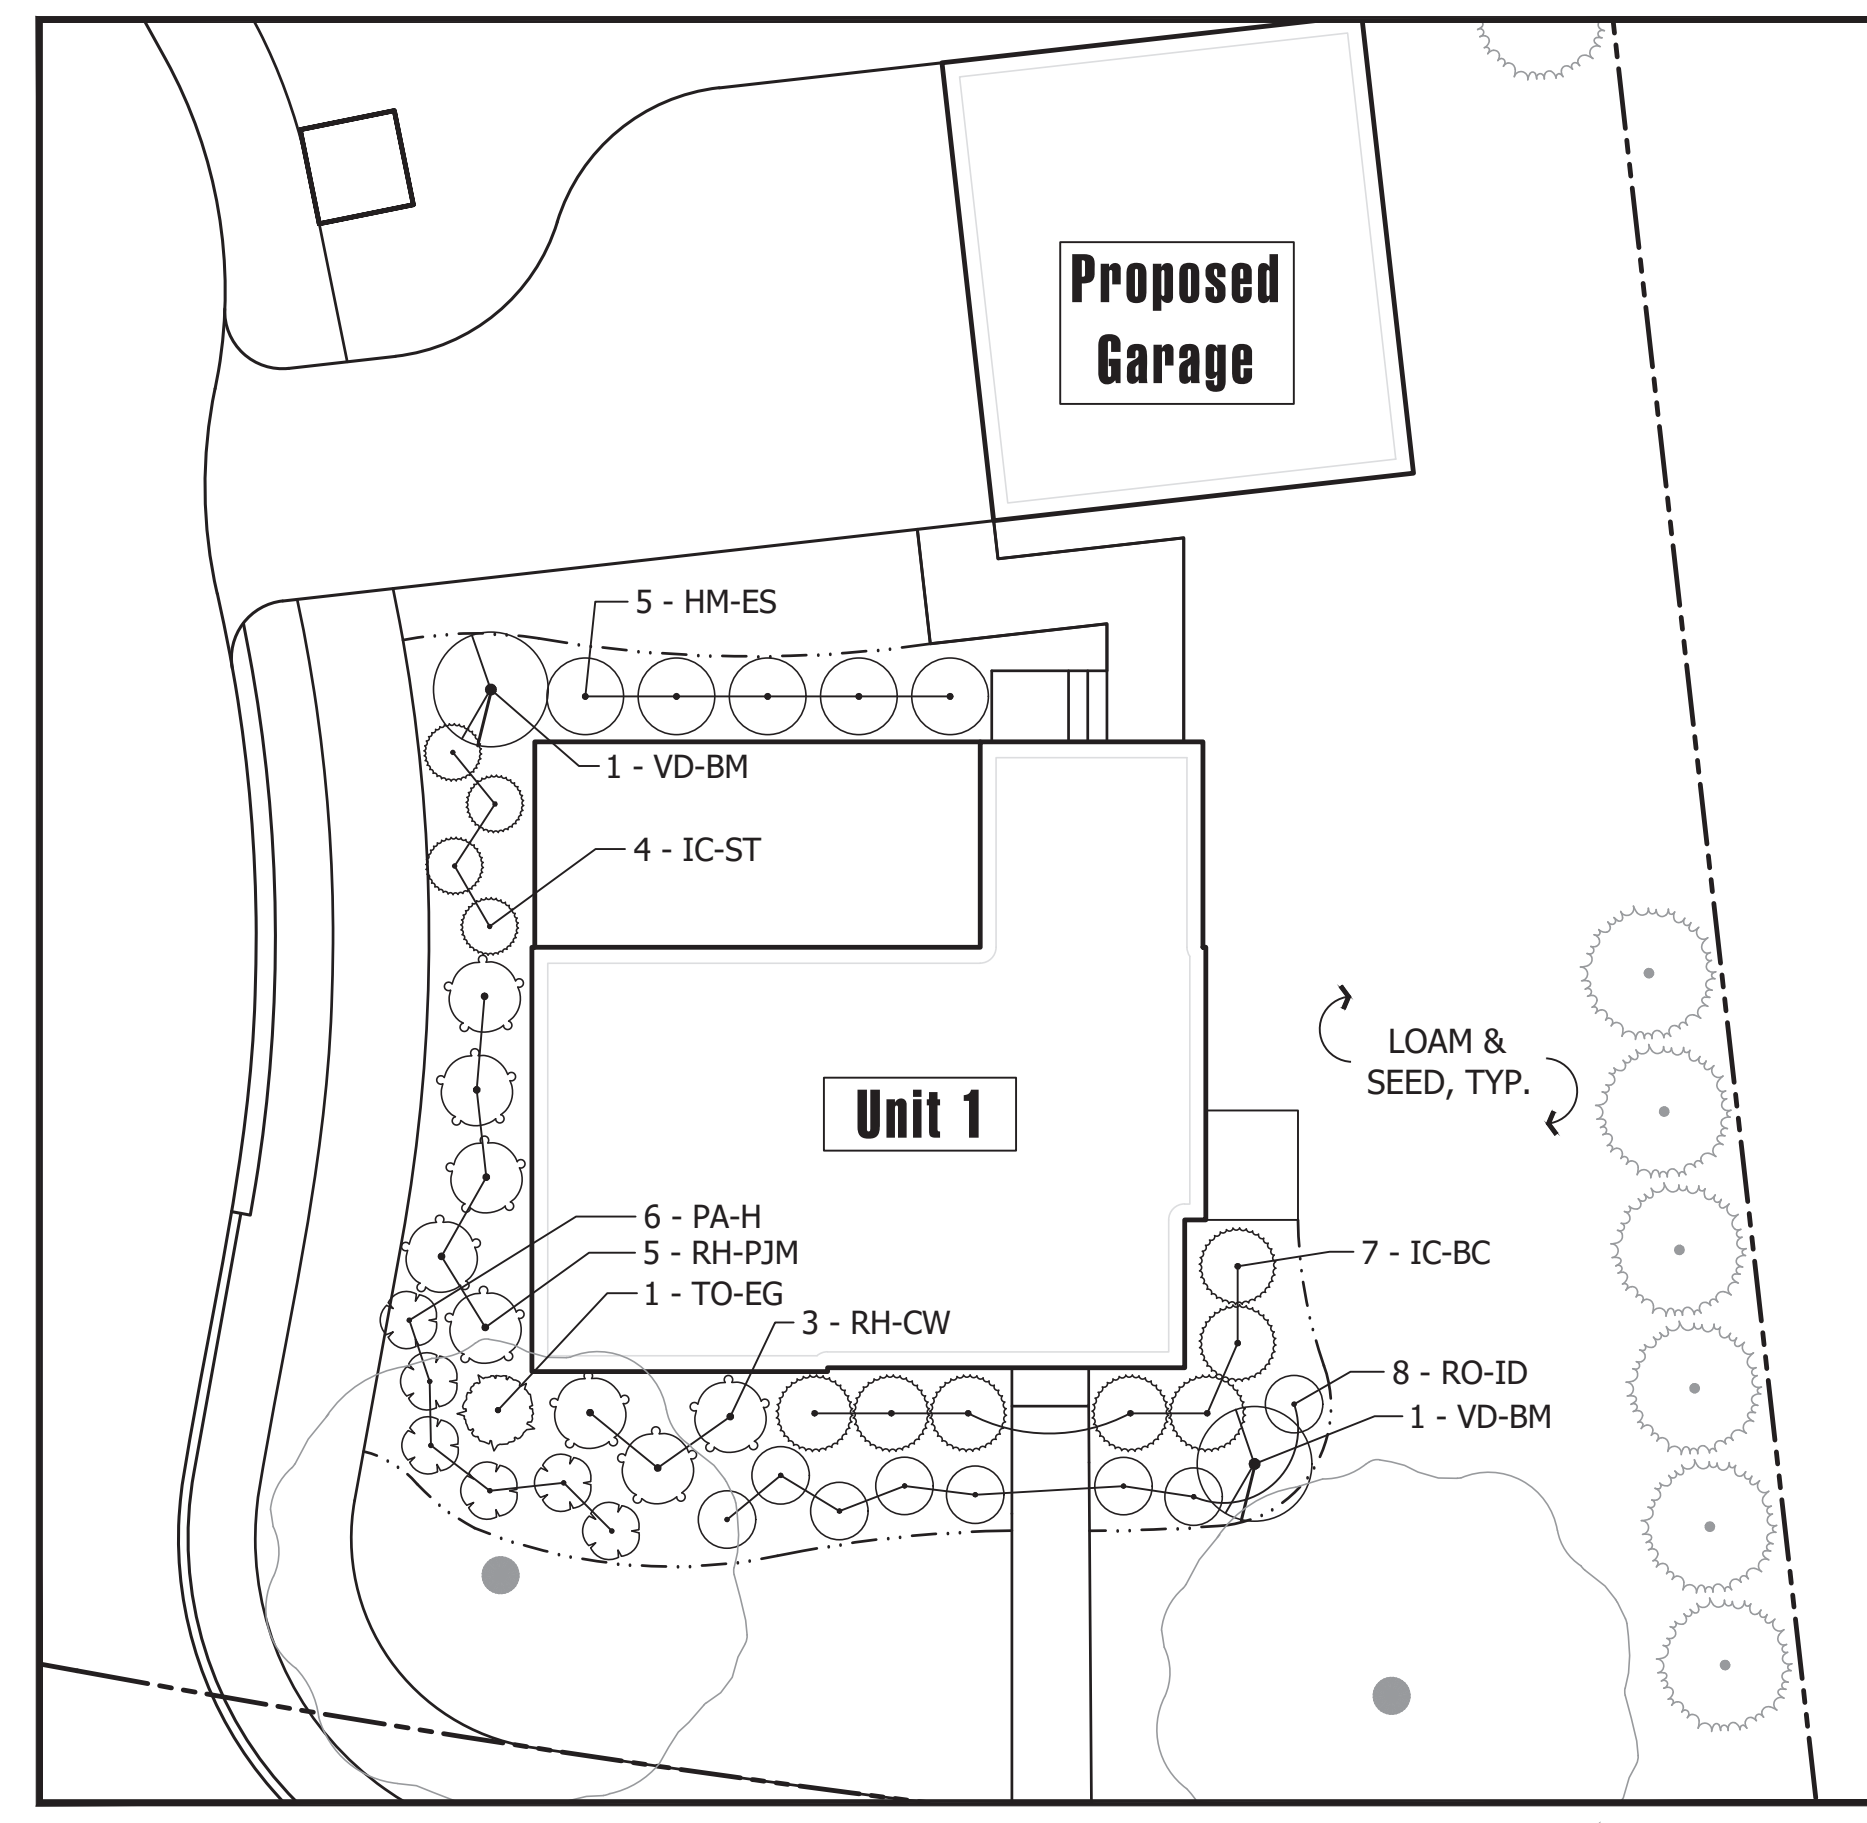 Proposed
Garage
5 - HM-ES
1 - VD-BM
4 - IC-ST
LOAM &
SEED, TYP.
Unit 1
6 - PA-H
5 - RH-PJM
1 - TO-EG
3 - RH-CW
7 - IC-BC
8 - RO-ID
1 - VD-BM